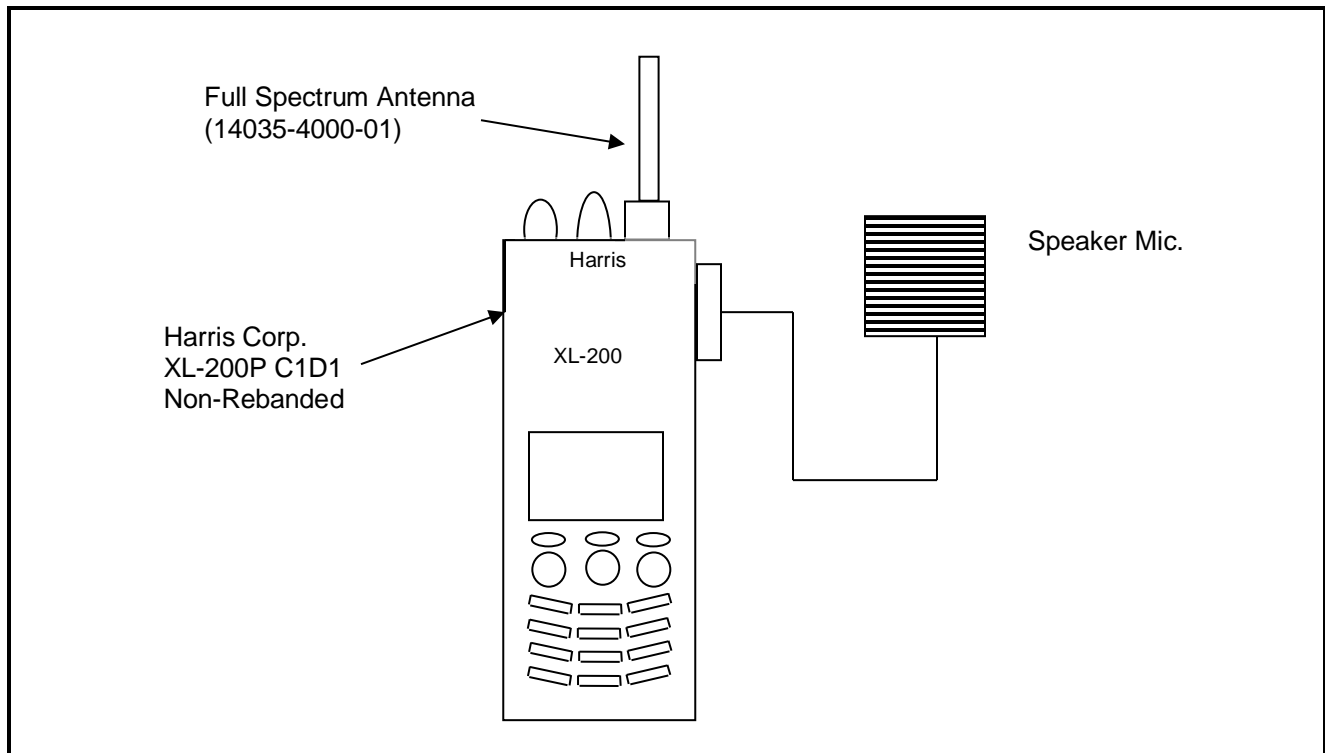 Full Spectrum Antenna
(14035-4000-01)
Harris
Speaker Mic.
Harris Corp.
XL-200P C1D1
Non-Rebanded
XL-200